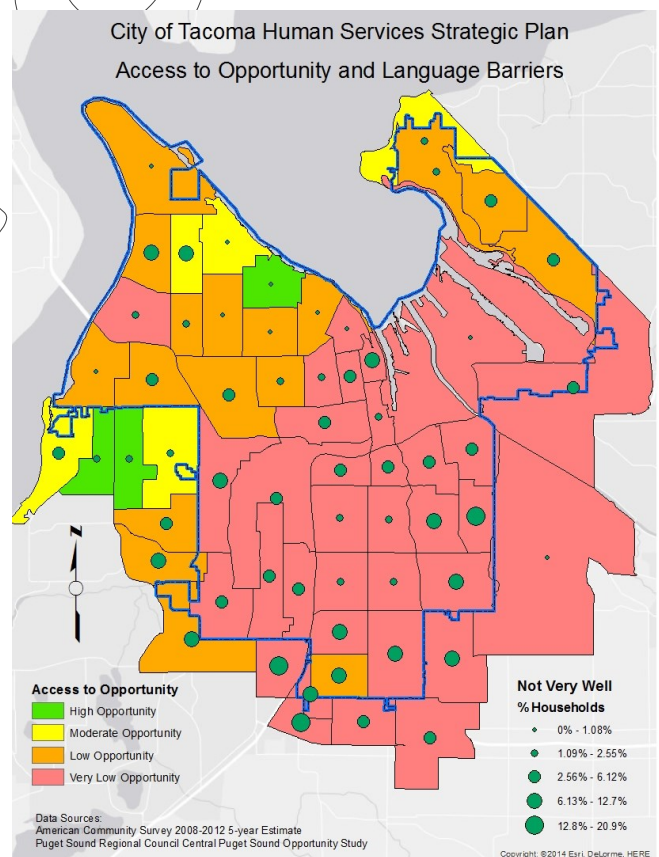 City of Tacoma Human Services Strategic Plan
Access to Opportunity and Language Barriers
N
Access to Opportunity
High Opportunity
Moderate Opportunity
Low Opportunity
Very Low Opportunity
Data Sources:
American Community Survey 2008-2012 5-year Estimate
Puget Sound Regional Council Central Puget Sound Opportunity Study
Not Very Well
% Households
0% - 1.08%
1.09% - 2.55%
2.56% - 6.12%
6.13% - 12.7%
12.8% - 20.9%
Copyright: ©2014 Esri, DeLorme, HERE